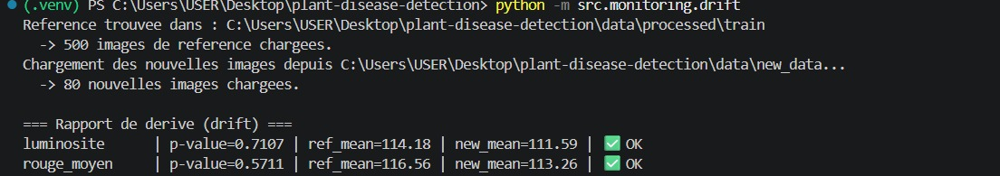 (.venv) PS C:\Users\USER\Desktop\plant-disease-detection> python -m src.monitoring.drift
Reference trouvee dans : C:\Users\USER\Desktop\plant-disease-detection\data\processed\train
-> 500 images de reference chargees.
Chargement des nouvelles images depuis C:\Users\USER\Desktop\plant-disease-detection\data\new_data...
-> 80 nouvelles images chargees.
=== Rapport de derive (drift) ===
luminosite | p-value=0.7107 | ref_mean=114.18 | new_mean=111.59 | ✅ OK
rouge_moyen | p-value=0.5711 | ref_mean=116.56 | new_mean=113.26 | ✅ OK